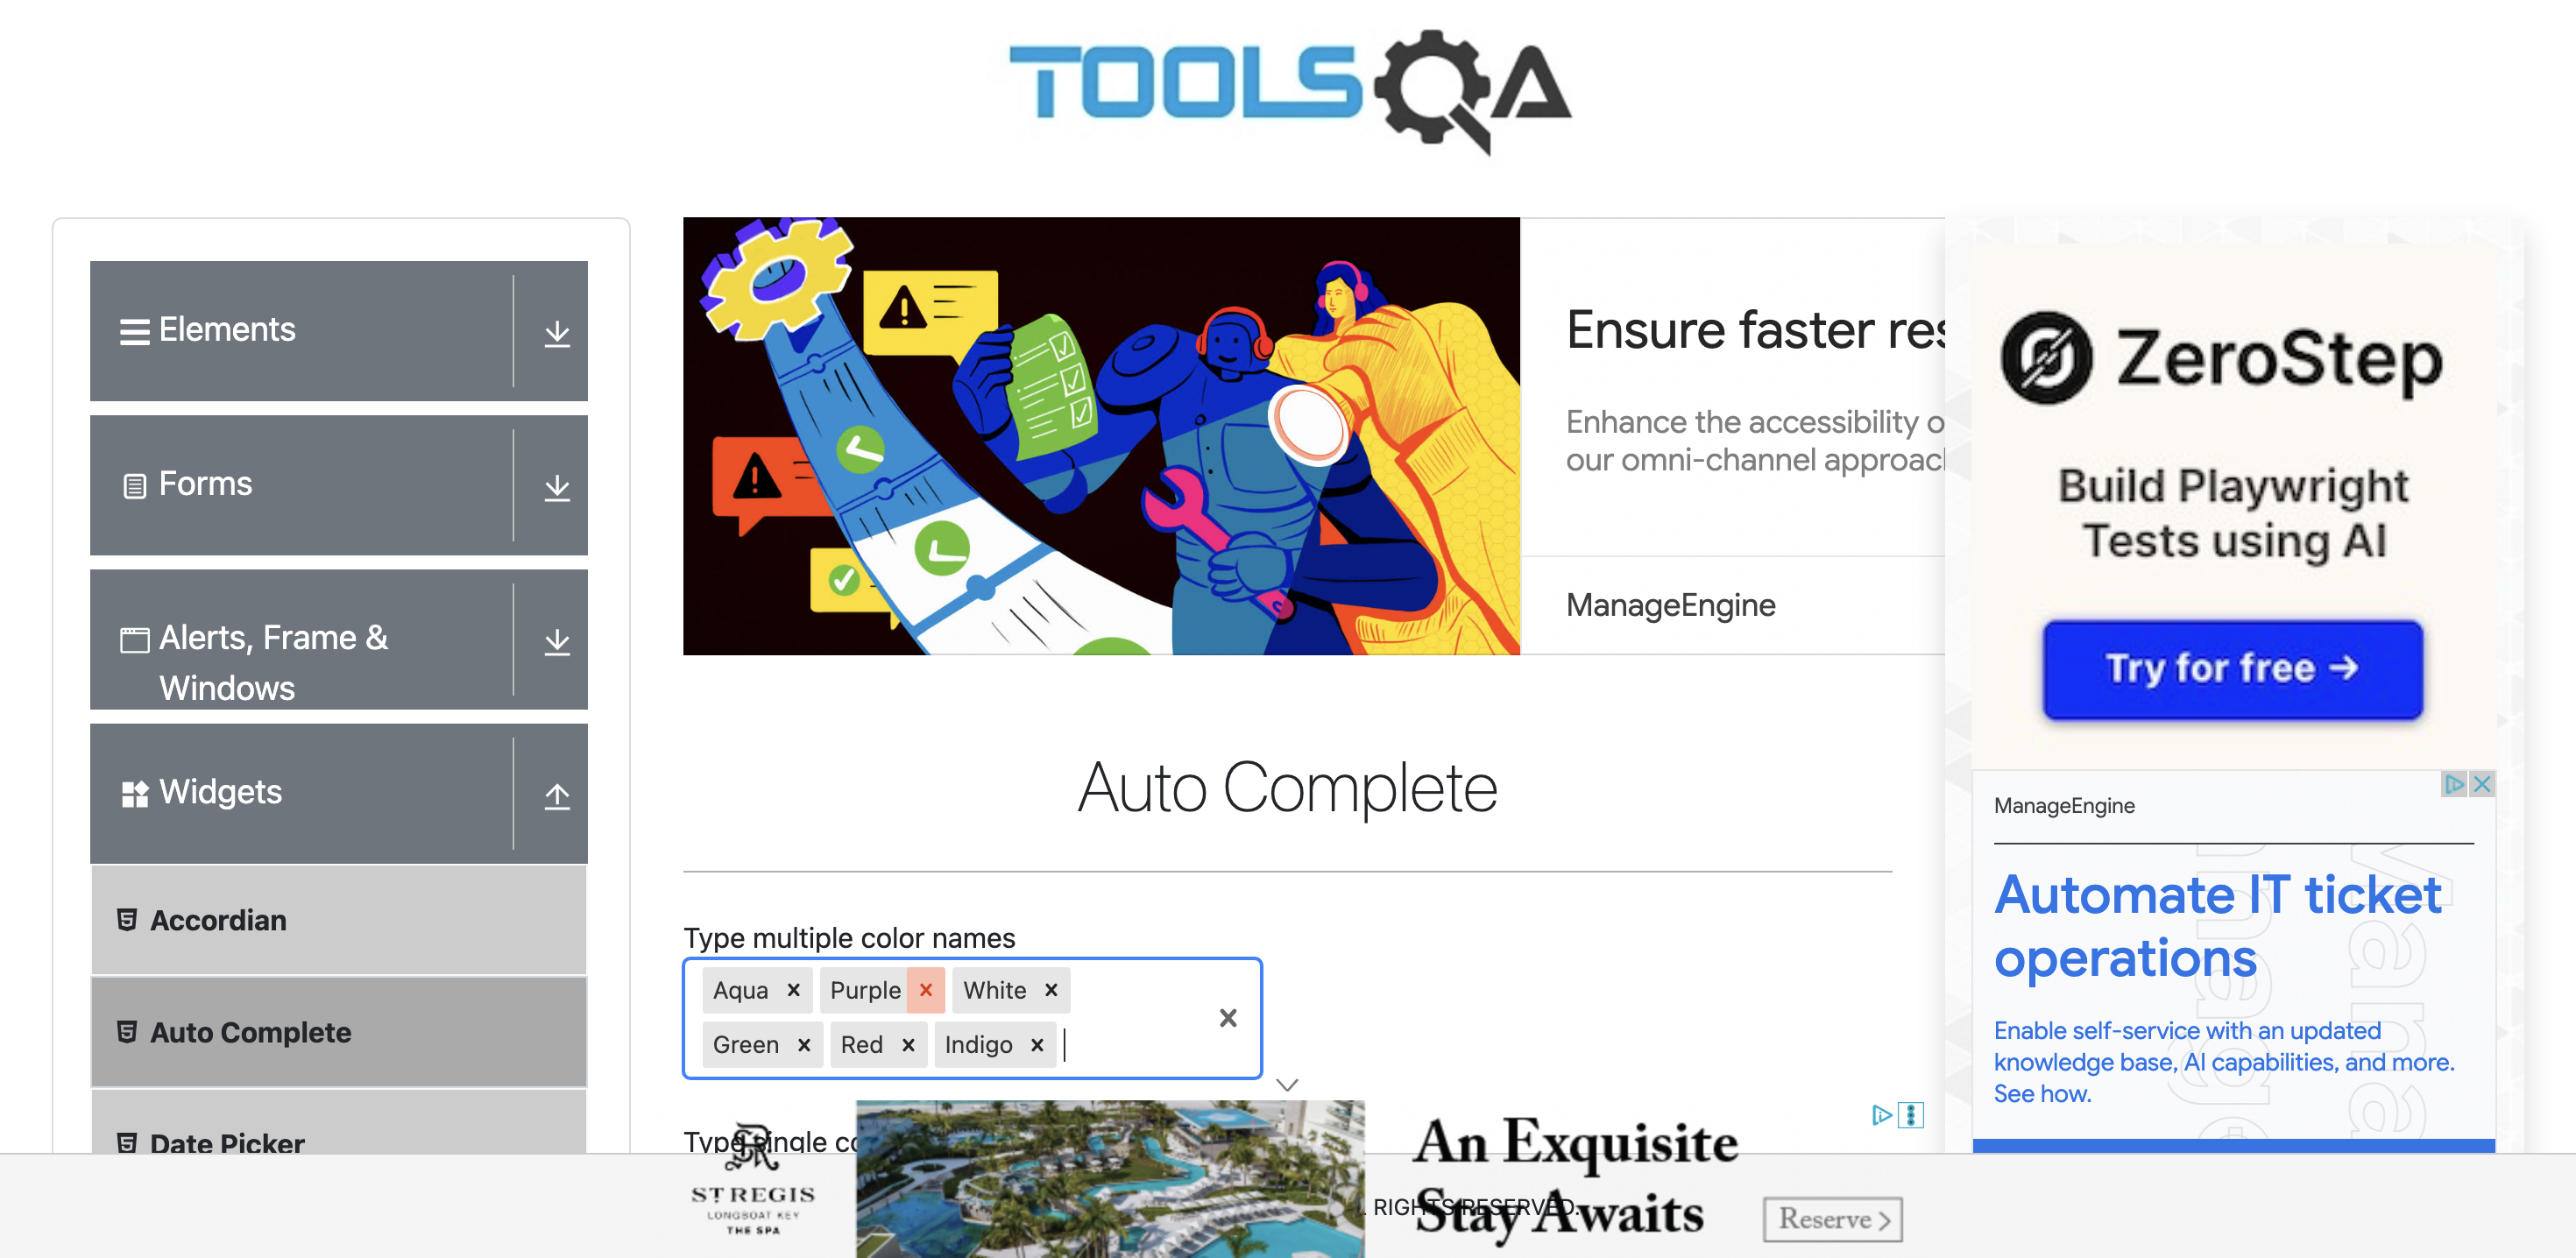 TOOLSQA
Elements
Forms
Alerts, Frame &
Windows
Widgets
Accordian
Auto Complete
Date Picker
Ensure faster res
Enhance the accessibility o
our omni-channel approac
ManageEngine
Auto Complete
Type multiple color names
Aqua × Purple × White ×
Green × Red × Indigo ×
Type single co
ST REGIS
LONGBOAT KEY
THE SPA
An Exquisite
Stay Awaits
RIGHTS RESERVED.
Reserve >
ZeroStep
Build Playwright
Tests using AI
Try for free →
ManageEngine
Automate IT ticket
operations
Enable self-service with an updated
knowledge base, AI capabilities, and more.
See how.